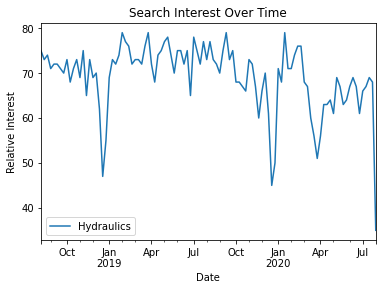 Search Interest Over Time
80
70
60
50
40
Relative Interest
Hydraulics
Oct Jan Apr Jul Oct Jan Apr Jul
2019 2020
Date